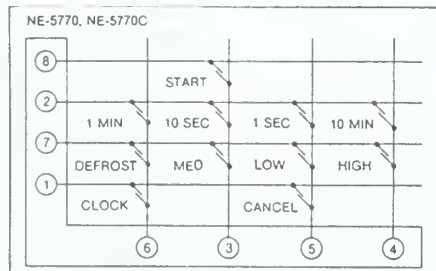 NE-5770, NE-5770C
8
START
2
1 MIN 10 SEC 1 SEC 10 MIN
7
DEFROST MED LOW HIGH
1
CLOCK CANCEL
6 3 5 4